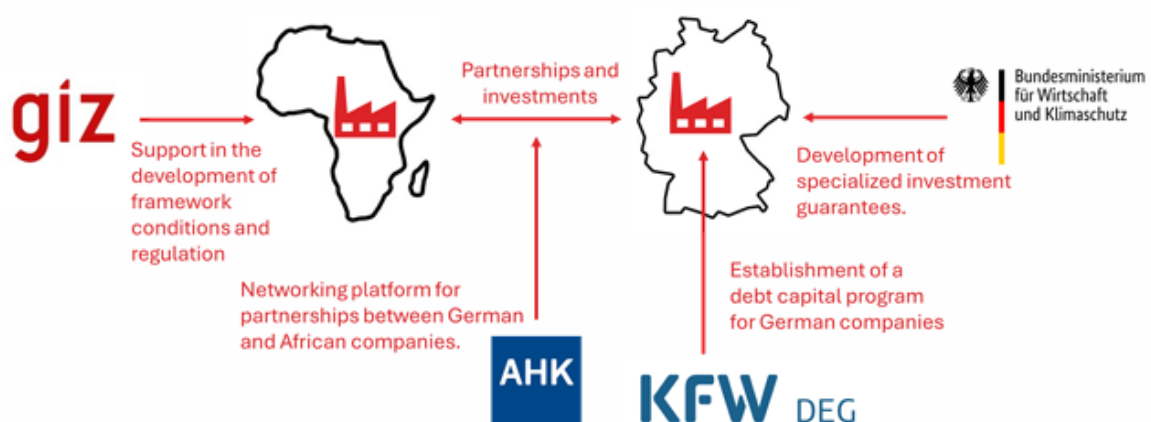 giz
Support in the
development of
framework
conditions and
regulation
Partnerships and
investments
Bundesministerium
für Wirtschaft
und Klimaschutz
Development of
specialized investment
guarantees.
Networking platform for
partnerships between German
and African companies.
AHK
Establishment of a
debt capital program
for German companies
KFW DEG